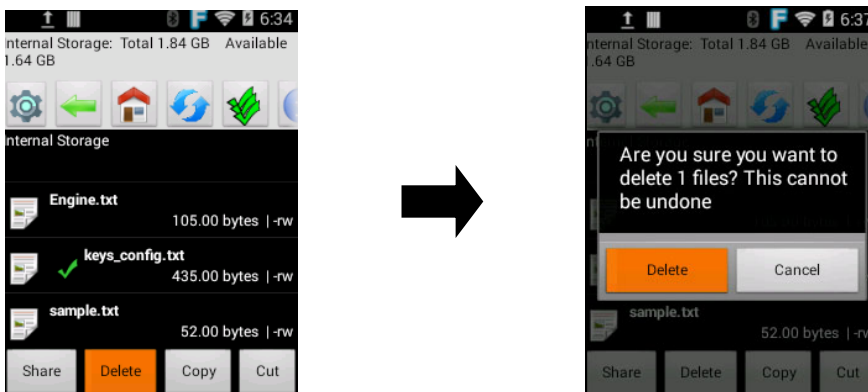 6:34
nternal Storage: Total 1.84 GB Available
1.64 GB
nternal Storage
Engine.txt
105.00 bytes | -rw
keys_config.txt
435.00 bytes | -rw
sample.txt
52.00 bytes | -rw
Share Delete Copy Cut
6:37
nternal Storage: Total 1.84 GB Available
.64 GB
Are you sure you want to
delete 1 files? This cannot
be undone
Delete Cancel
sample.txt
52.00 bytes | -rw
Share Delete Copy Cut